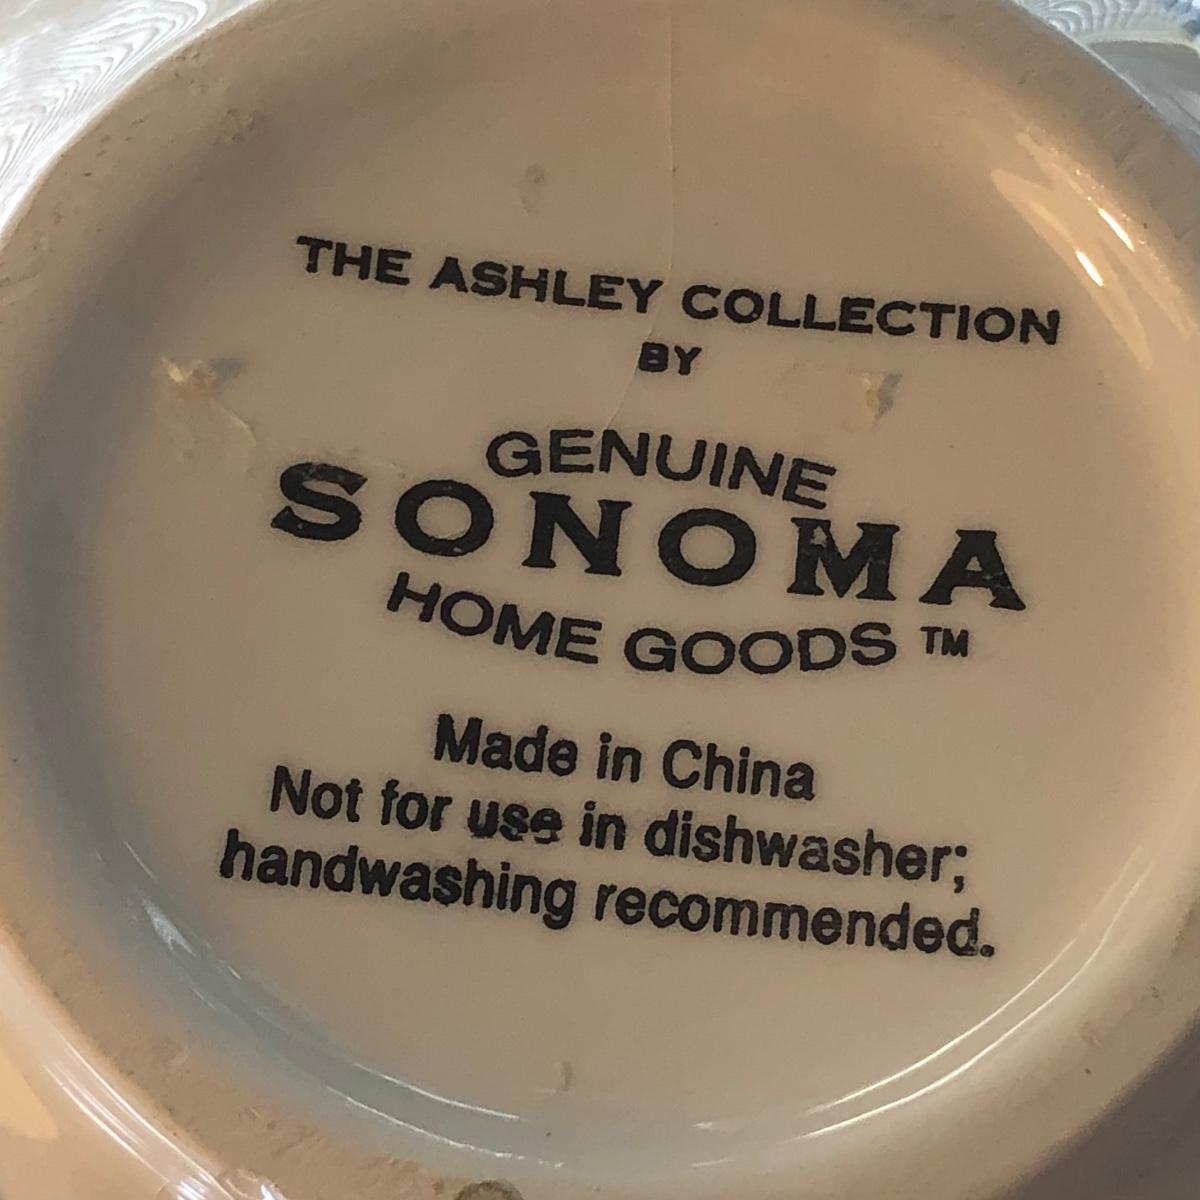 THE ASHLEY COLLECTION
BY
GENUINE
SONOMA
HOME GOODS ™
Made in China
Not for use in dishwasher;
handwashing recommended.